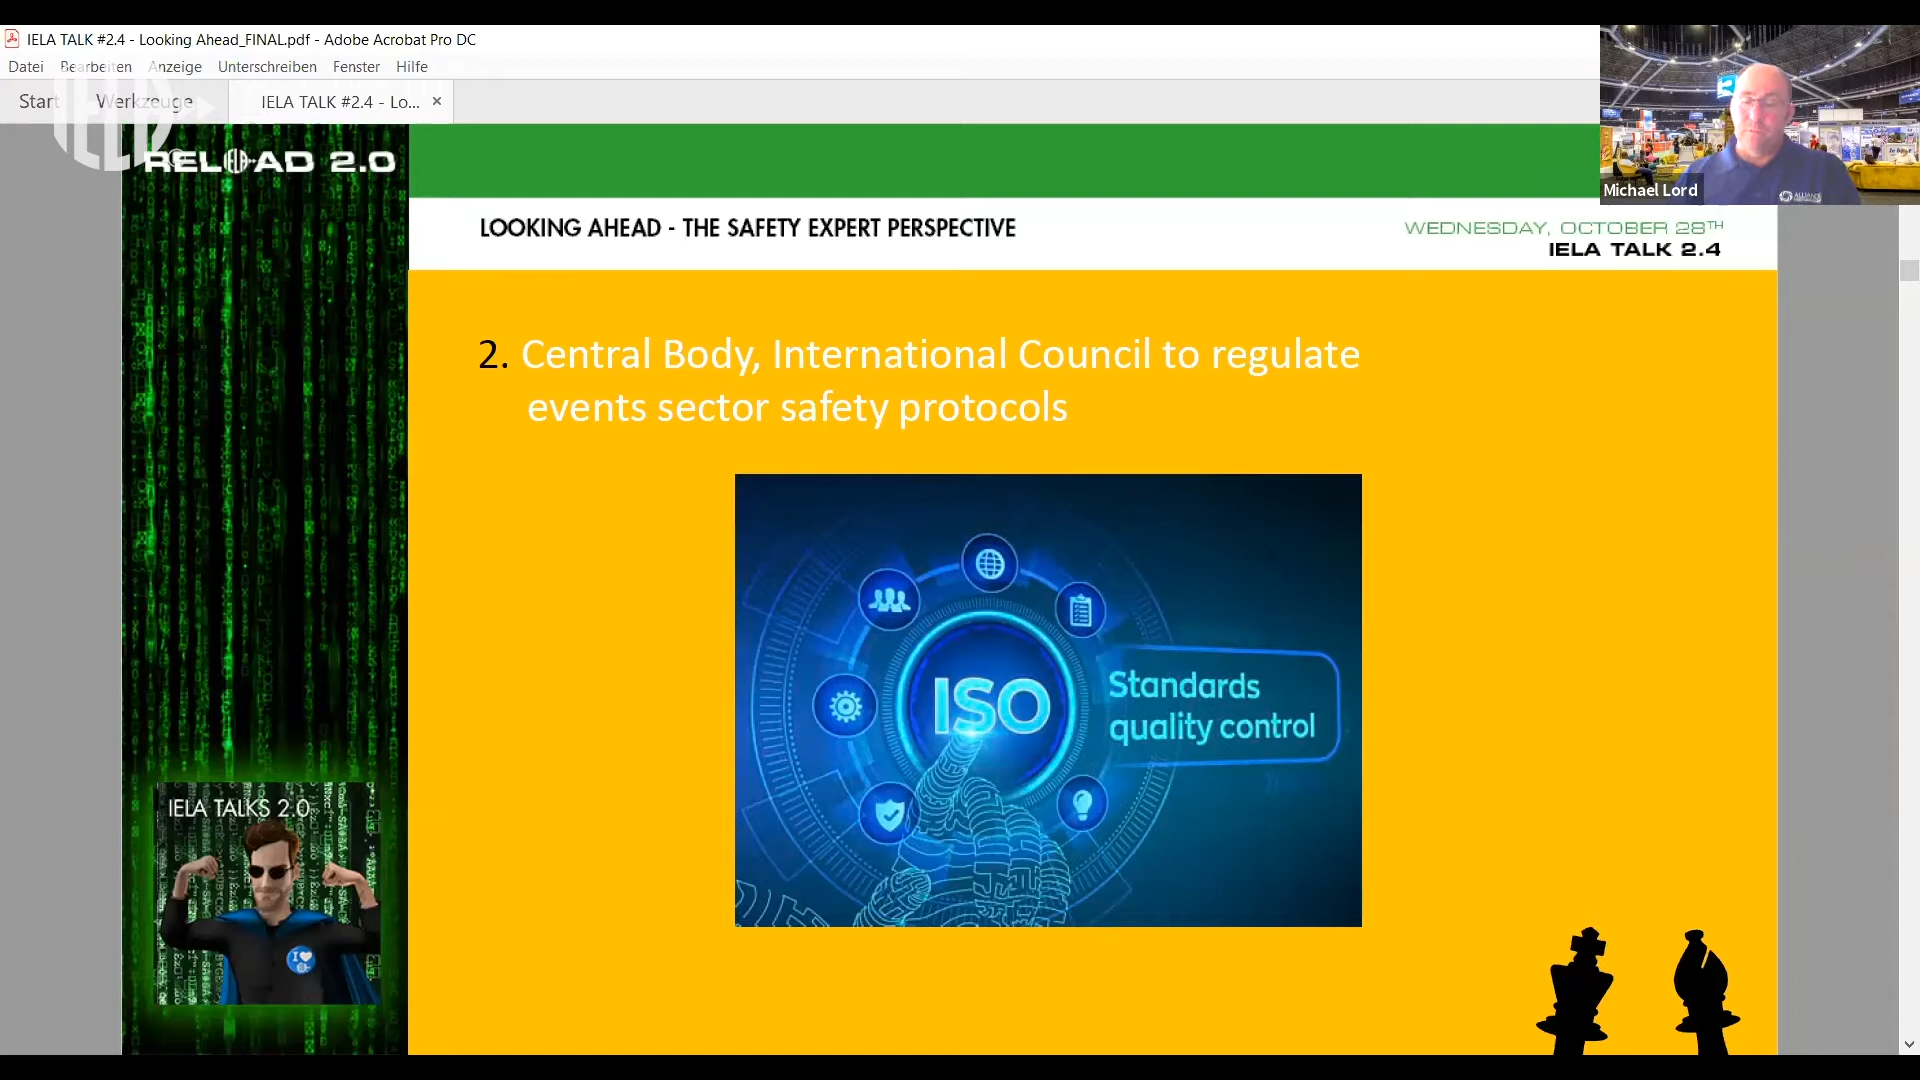 IELA TALK #2.4 - Looking Ahead_FINAL.pdf - Adobe Acrobat Pro DC
Datei Bearbeiten Anzeige Unterschreiben Fenster Hilfe
Start Werkzeuge IELA TALK #2.4 - Lo... ×
IELA
RELOAD 2.0
Michael Lord
LOOKING AHEAD - THE SAFETY EXPERT PERSPECTIVE
WEDNESDAY, OCTOBER 28TH
IELA TALK 2.4
2. Central Body, International Council to regulate
events sector safety protocols
ISO
Standards
quality control
IELA TALKS 2.0
I